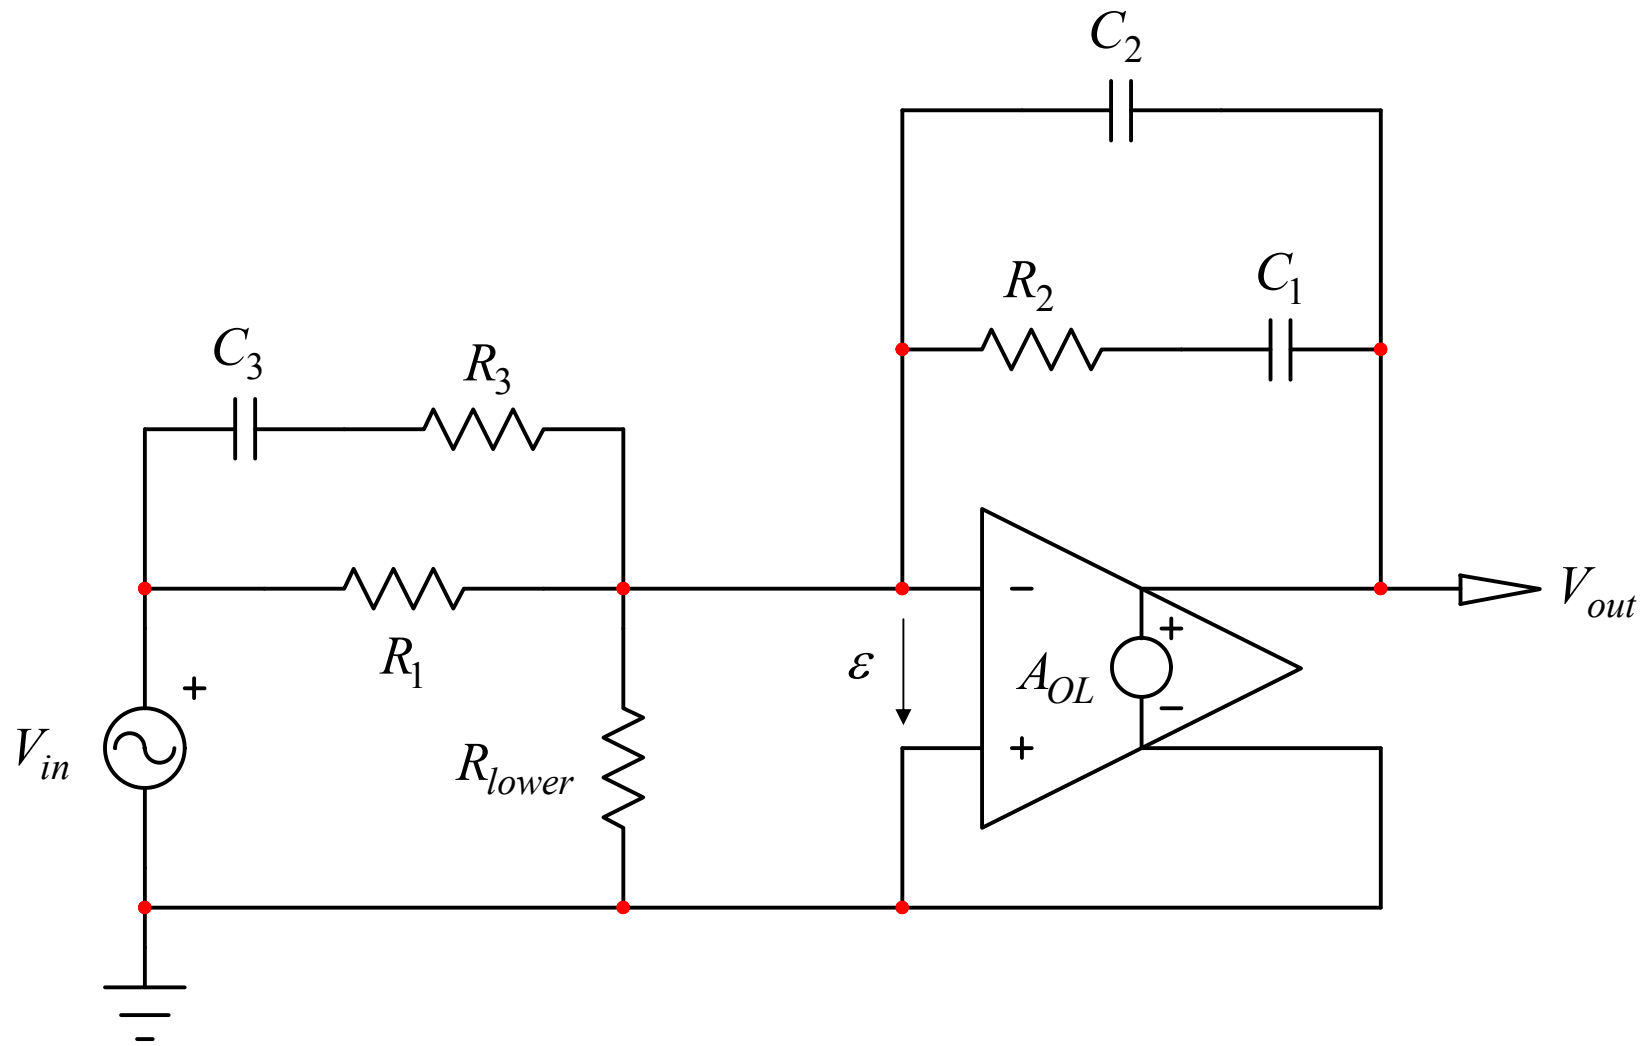 C2
R2
C1
C3
R3
R1
−
+
ε
AOL
+
−
Vout
+
Vin
Rlower